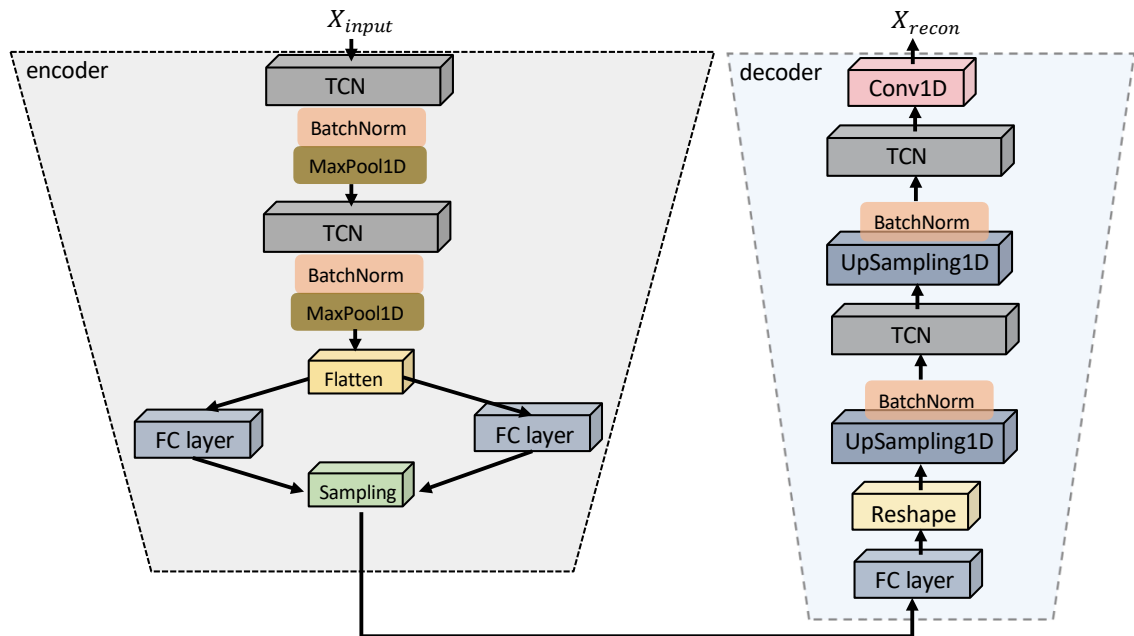 X_input
encoder
TCN
BatchNorm
MaxPool1D
TCN
BatchNorm
MaxPool1D
Flatten
FC layer
FC layer
Sampling
X_recon
decoder
Conv1D
TCN
BatchNorm
UpSampling1D
TCN
BatchNorm
UpSampling1D
Reshape
FC layer